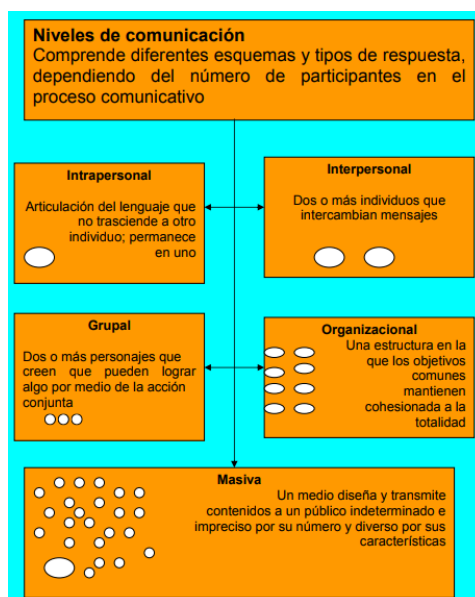 Niveles de comunicación
Comprende diferentes esquemas y tipos de respuesta,
dependiendo del número de participantes en el
proceso comunicativo
Intrapersonal
Articulación del lenguaje que
no trasciende a otro
individuo; permanece
en uno
Interpersonal
Dos o más individuos que
intercambian mensajes
Grupal
Dos o más personajes que
creen que pueden lograr
algo por medio de la acción
conjunta
Organizacional
Una estructura en la
que los objetivos
comunes
mantienen
cohesionada a la
totalidad
Masiva
Un medio diseña y transmite
contenidos a un público indeterminado e
impreciso por su número y diverso por sus
características